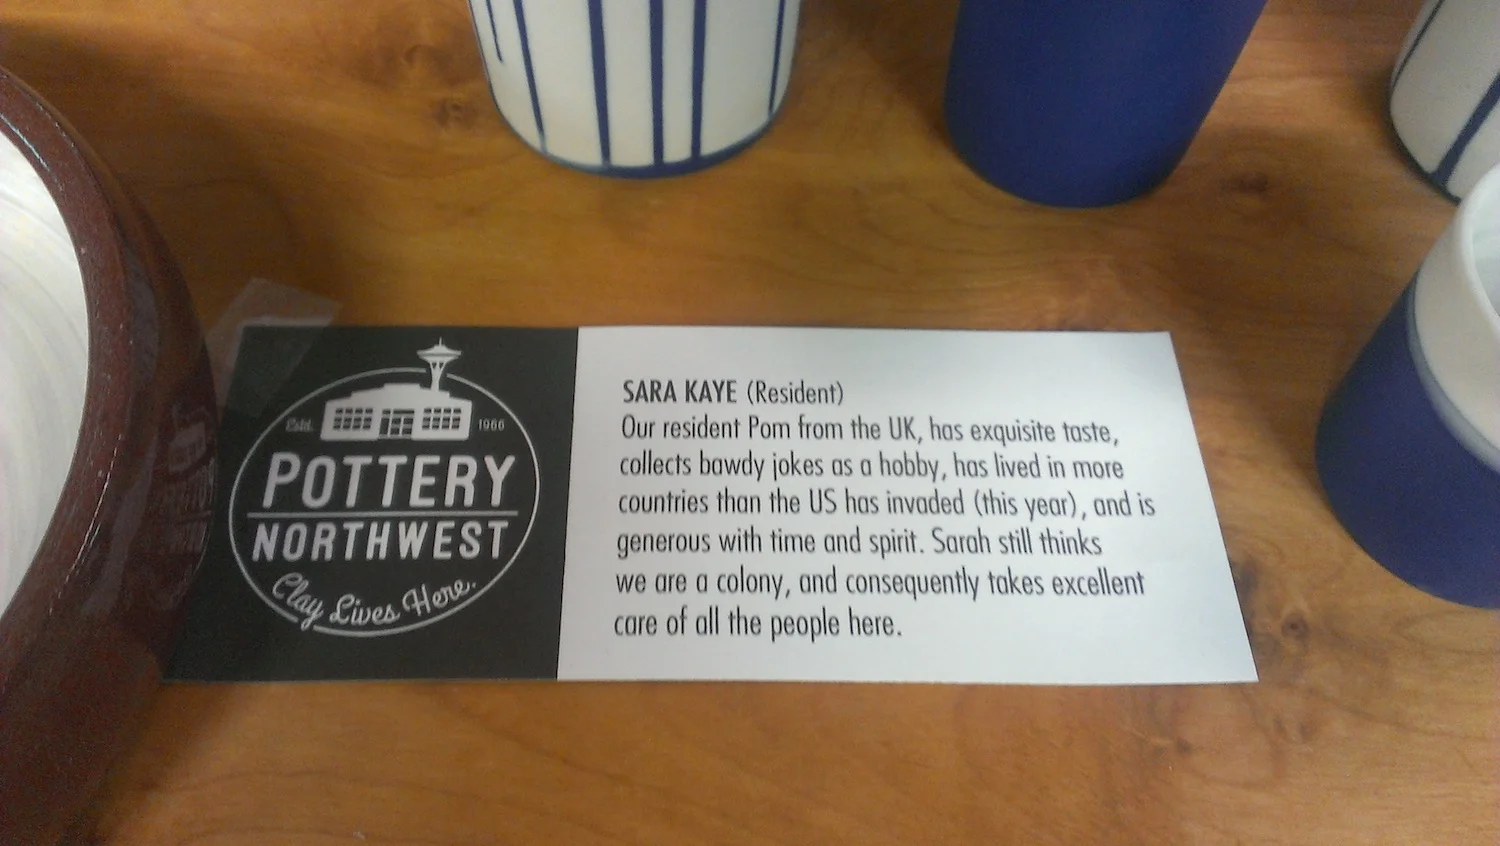 Estd. 1966
POTTERY
NORTHWEST
Clay Lives Here.
SARA KAYE (Resident)
Our resident Pom from the UK, has exquisite taste,
collects bawdy jokes as a hobby, has lived in more
countries than the US has invaded (this year), and is
generous with time and spirit. Sarah still thinks
we are a colony, and consequently takes excellent
care of all the people here.